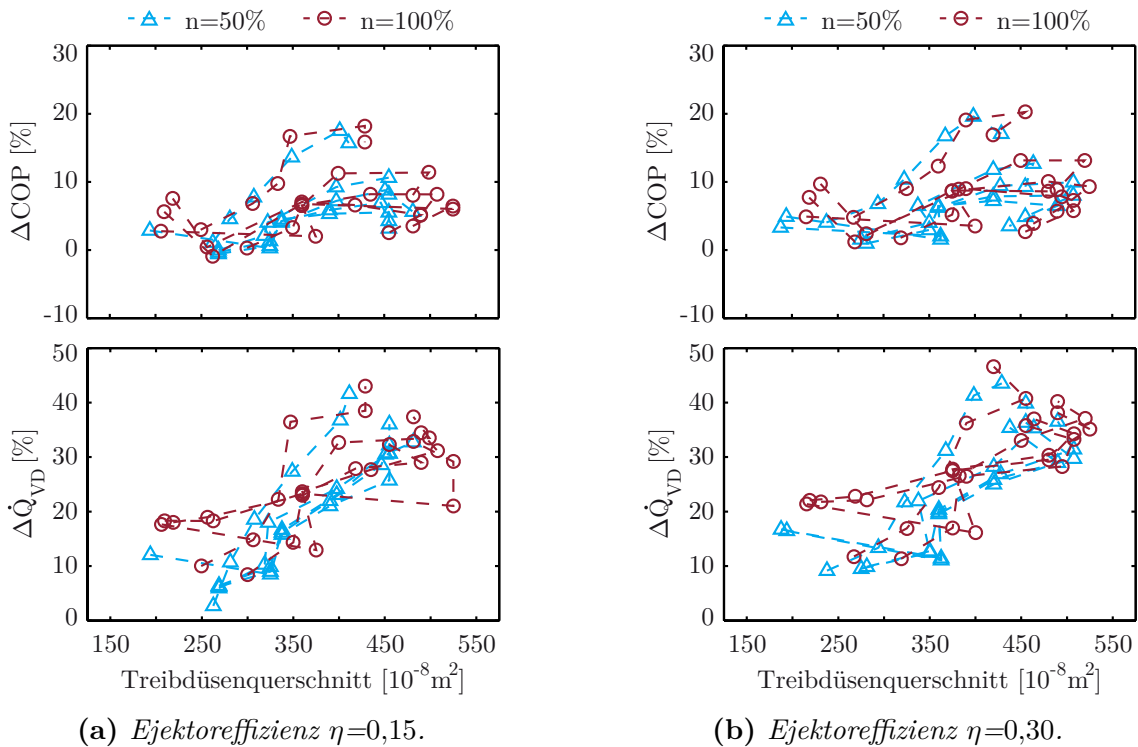 n=50% n=100%
30
20
10
0
-10
ΔCOP [%]
50
40
30
20
10
0
ΔQ̇VD [%]
150 250 350 450 550
Treibdüsenquerschnitt [10-8m2]
(a) Ejektoreffizienz η=0,15.
n=50% n=100%
30
20
10
0
-10
ΔCOP [%]
50
40
30
20
10
0
ΔQ̇VD[%]
150 250 350 450 550
Treibdüsenquerschnitt [10-8m2]
(b) Ejektoreffizienz η=0,30.